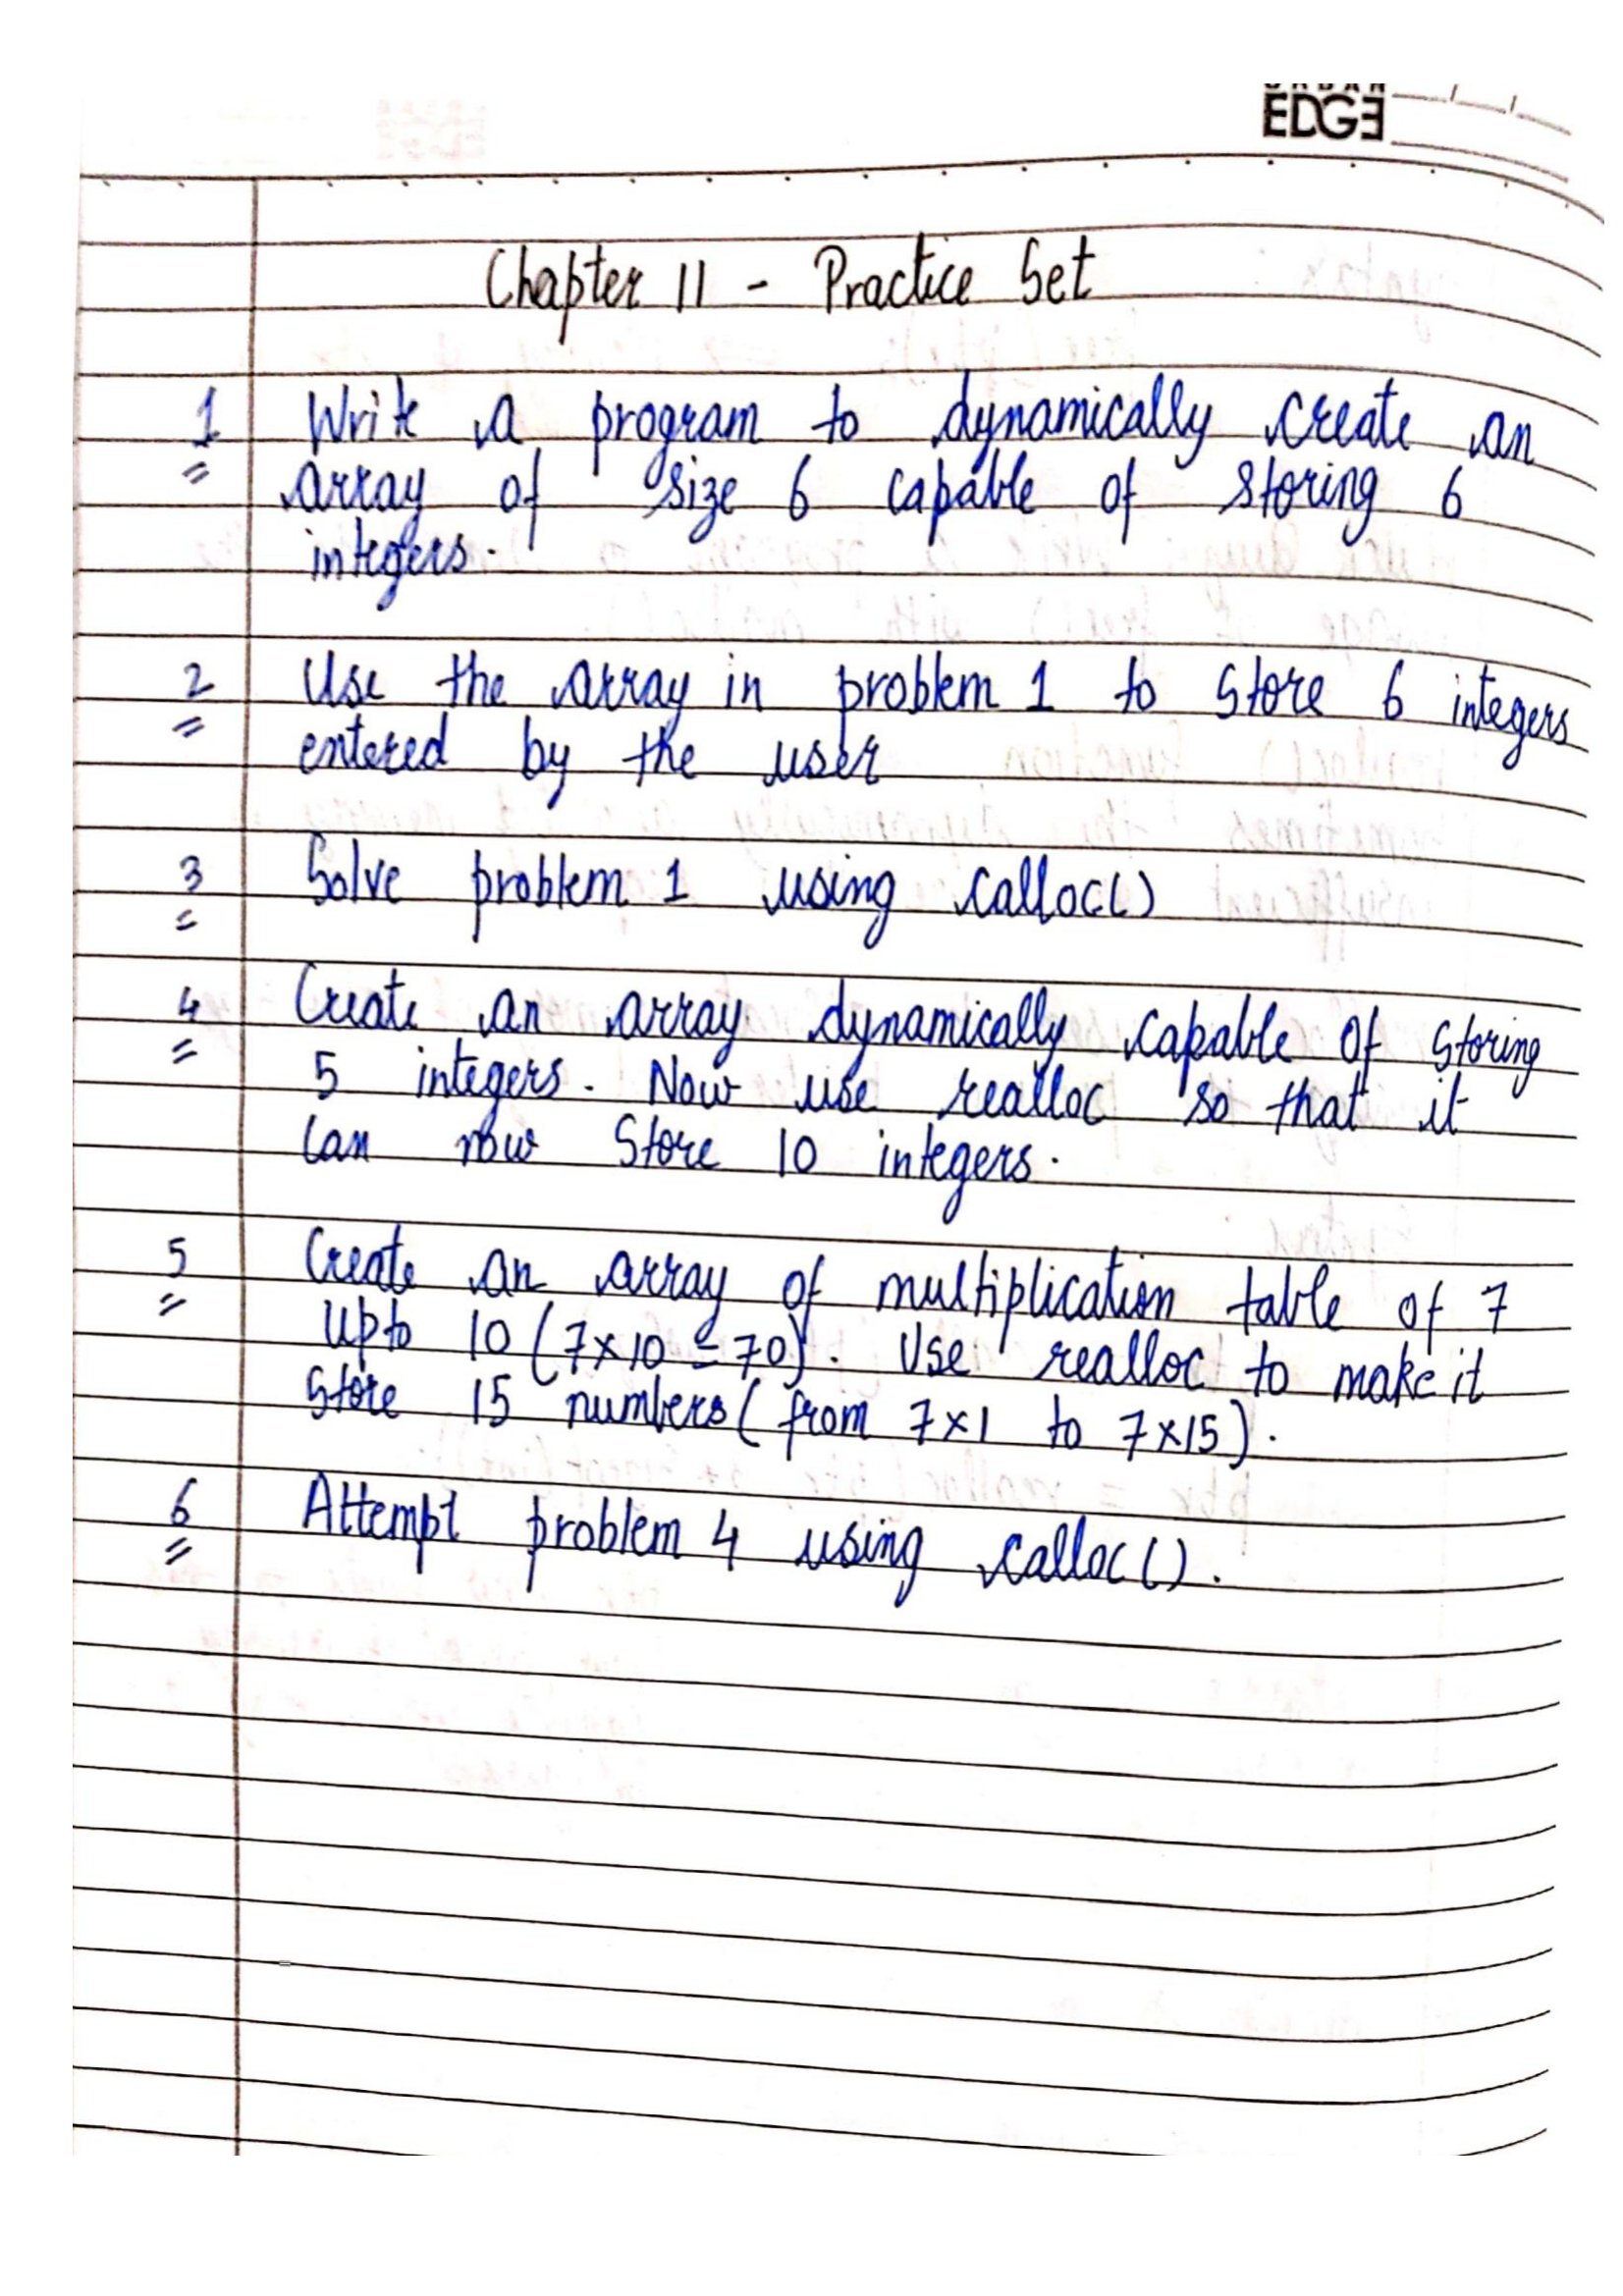 EDGE
Chapter 11 - Practice Set
1 Write a program to dynamically create an
array of size 6 capable of storing 6
integers.
2 Use the array in problem 1 to store 6 integers
entered by the user
3 Solve problem 1 using calloc()
4 Create an array dynamically capable of storing
5 integers. Now use realloc so that it
can now store 10 integers.
5 Create an array of multiplication table of 7
Upto 10 (7×10 = 70). Use realloc to make it
store 15 numbers (from 7×1 to 7×15).
6 Attempt problem 4 using calloc().